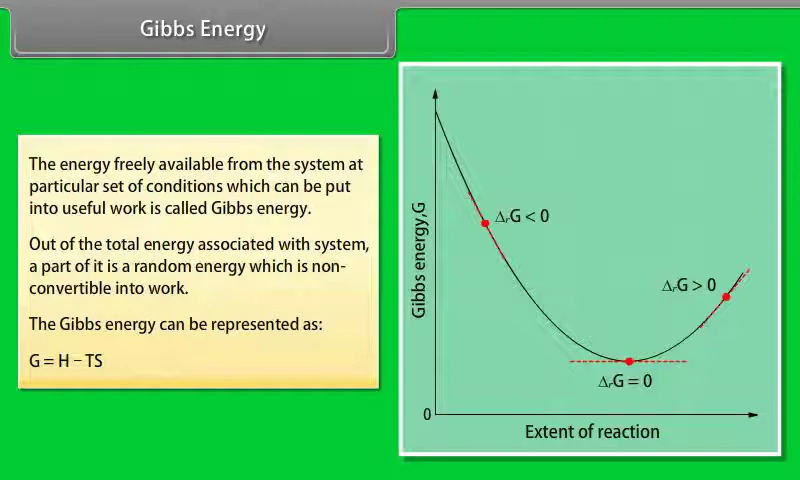 Gibbs Energy
The energy freely available from the system at
particular set of conditions which can be put
into useful work is called Gibbs energy.
Out of the total energy associated with system,
a part of it is a random energy which is non-
convertible into work.
The Gibbs energy can be represented as:
G = H − TS
Gibbs energy,G
ΔᵣG < 0
ΔᵣG > 0
ΔᵣG = 0
0
Extent of reaction